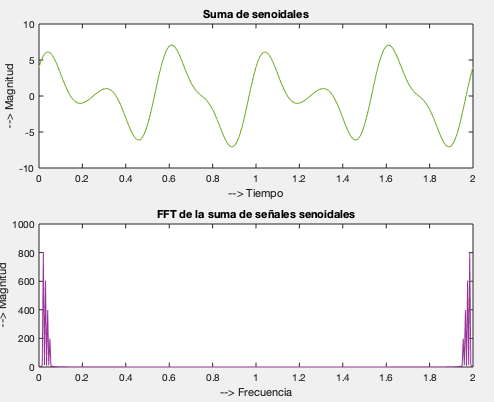 Suma de senoidales
10
5
0
-5
-10
--> Magnitud
0 0.2 0.4 0.6 0.8 1 1.2 1.4 1.6 1.8 2
--> Tiempo
FFT de la suma de señales senoidales
1000
800
600
400
200
0
--> Magnitud
0 0.2 0.4 0.6 0.8 1 1.2 1.4 1.6 1.8 2
--> Frecuencia